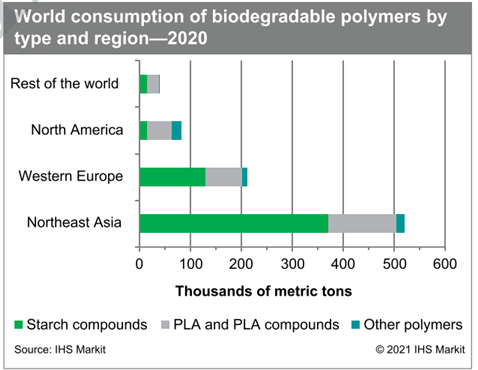 World consumption of biodegradable polymers by
type and region—2020
Rest of the world
North America
Western Europe
Northeast Asia
0 100 200 300 400 500 600
Thousands of metric tons
Starch compounds PLA and PLA compounds Other polymers
Source: IHS Markit © 2021 IHS Markit